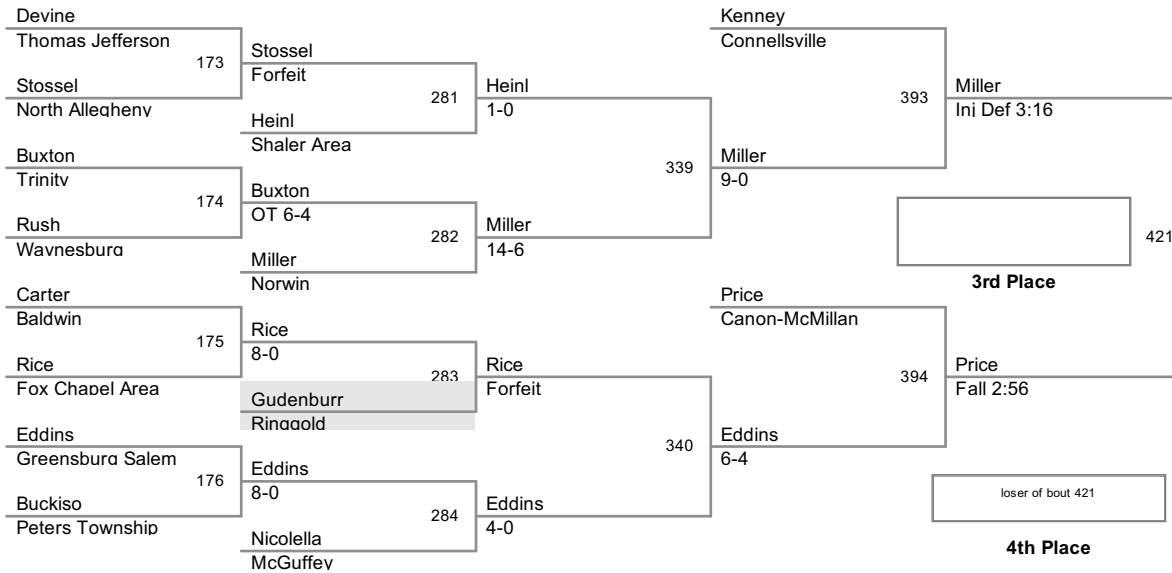 Devine
Thomas Jefferson
173
Stossel
North Allegheny
Stossel
Forfeit
281
Heinl
Shaler Area
Heinl
1-0
Buxton
Trinity
174
Rush
Waynesburg
Buxton
OT 6-4
282
Miller
Norwin
Miller
14-6
339
Miller
9-0
Kenney
Connellsville
393
Miller
Inj Def 3:16
421
3rd Place
Carter
Baldwin
175
Rice
Fox Chapel Area
Rice
8-0
283
Gudenburr
Ringgold
Rice
Forfeit
Eddins
Greensburg Salem
176
Buckiso
Peters Township
Eddins
8-0
284
Nicolella
McGuffey
Eddins
4-0
340
Eddins
6-4
Price
Canon-McMillan
394
Price
Fall 2:56
loser of bout 421
4th Place